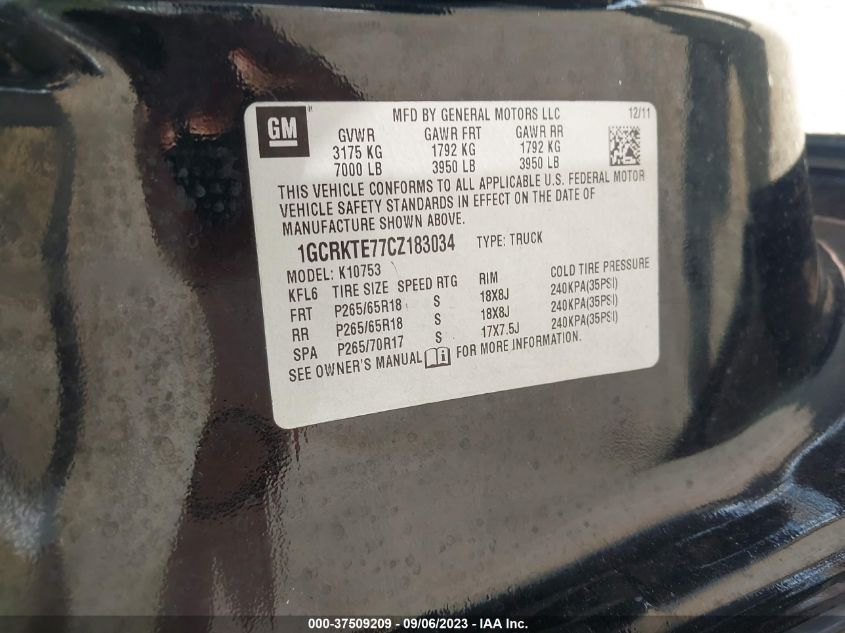 GM
MFD BY GENERAL MOTORS LLC 12/11
GVWR GAWR FRT GAWR RR
3175 KG 1792 KG 1792 KG
7000 LB 3950 LB 3950 LB
THIS VEHICLE CONFORMS TO ALL APPLICABLE U.S. FEDERAL MOTOR
VEHICLE SAFETY STANDARDS IN EFFECT ON THE DATE OF
MANUFACTURE SHOWN ABOVE.
1GCRKTE77CZ183034 TYPE: TRUCK
MODEL: K10753
KFL6 TIRE SIZE SPEED RTG RIM COLD TIRE PRESSURE
FRT P265/65R18 S 18X8J 240KPA(35PSI)
RR P265/65R18 S 18X8J 240KPA(35PSI)
SPA P265/70R17 S 17X7.5J 240KPA(35PSI)
SEE OWNER'S MANUAL FOR MORE INFORMATION.
000-37509209 - 09/06/2023 - IAA Inc.